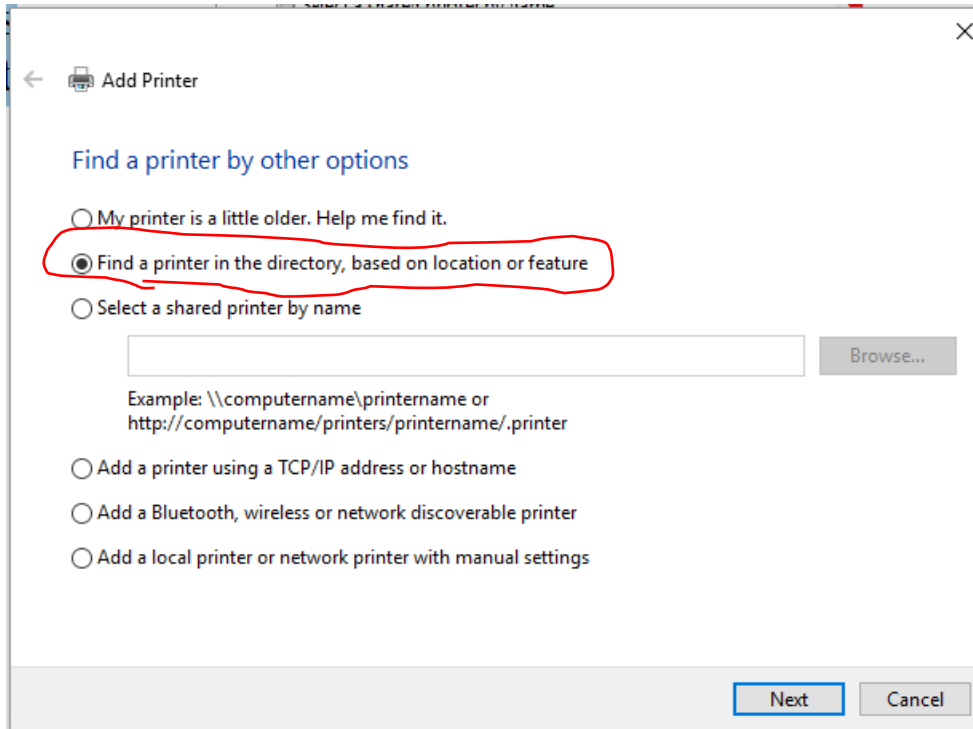 Add Printer
Find a printer by other options
My printer is a little older. Help me find it.
Find a printer in the directory, based on location or feature
Select a shared printer by name
Browse...
Example: \\computername\printername or
http://computername/printers/printername/.printer
Add a printer using a TCP/IP address or hostname
Add a Bluetooth, wireless or network discoverable printer
Add a local printer or network printer with manual settings
Next Cancel